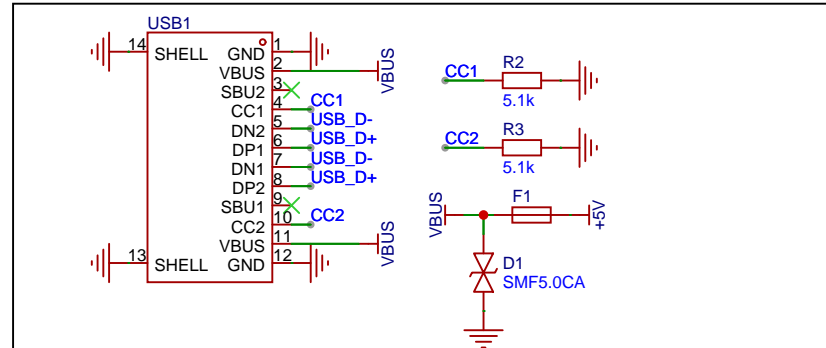 USB1
14 SHELL GND 1
VBUS 2 VBUS
SBU2 3
CC1 4 CC1
DN2 5 USB_D-
DP1 6 USB_D+
DN1 7 USB_D-
DP2 8 USB_D+
SBU1 9
CC2 10 CC2
VBUS 11 VBUS
13 SHELL GND 12
CC1 R2
5.1k
CC2 R3
5.1k
VBUS F1 +5V
D1
SMF5.0CA